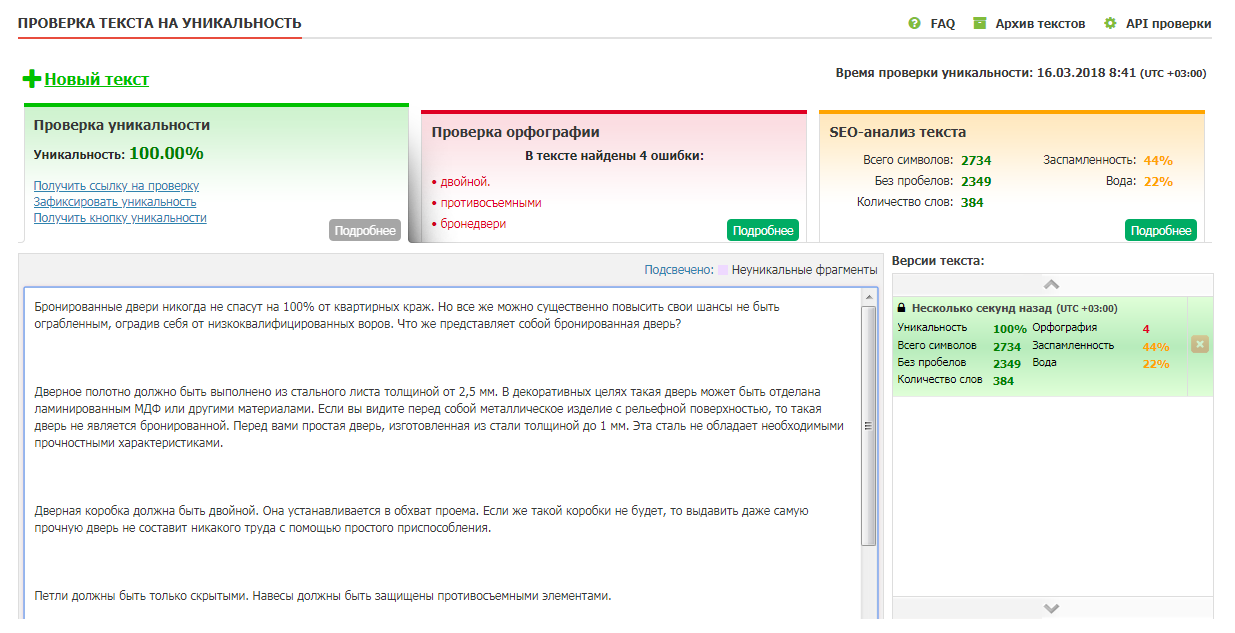 ПРОВЕРКА ТЕКСТА НА УНИКАЛЬНОСТЬ
FAQ Архив текстов API проверки
Новый текст
Время проверки уникальности: 16.03.2018 8:41 (UTC +03:00)
Проверка уникальности
Уникальность: 100.00%
Получить ссылку на проверку
Зафиксировать уникальность
Получить кнопку уникальности
Подробнее
Проверка орфографии
В тексте найдены 4 ошибки:
• двойной.
• противосъемными
• бронедвери
Подробнее
SEO-анализ текста
Всего символов: 2734 Заспамленность: 44%
Без пробелов: 2349 Вода: 22%
Количество слов: 384
Подробнее
Подсвечено: Неуникальные фрагменты
Бронированные двери никогда не спасут на 100% от квартирных краж. Но все же можно существенно повысить свои шансы не быть
ограбленным, оградив себя от низкоквалифицированных воров. Что же представляет собой бронированная дверь?
Дверное полотно должно быть выполнено из стального листа толщиной от 2,5 мм. В декоративных целях такая дверь может быть отделана
ламинированным МДФ или другими материалами. Если вы видите перед собой металлическое изделие с рельефной поверхностью, то такая
дверь не является бронированной. Перед вами простая дверь, изготовленная из стали толщиной до 1 мм. Эта сталь не обладает необходимыми
прочностными характеристиками.
Дверная коробка должна быть двойной. Она устанавливается в обхват проема. Если же такой коробки не будет, то выдавить даже самую
прочную дверь не составит никакого труда с помощью простого приспособления.
Петли должны быть только скрытыми. Навесы должны быть защищены противосъемными элементами.
Версии текста:
Несколько секунд назад (UTC +03:00)
Уникальность 100% Орфография 4
Всего символов 2734 Заспамленность 44%
Без пробелов 2349 Вода 22%
Количество слов 384